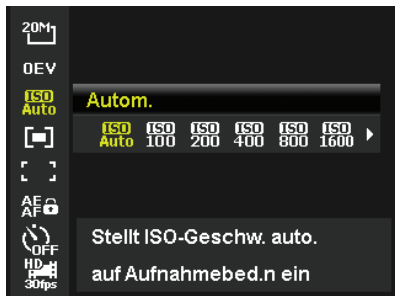 20M
0EV
ISO
Auto
Autom.
ISO ISO ISO ISO ISO ISO
Auto 100 200 400 800 1600
AE
AF
OFF
Stellt ISO-Geschw. auto.
auf Aufnahmebed.n ein
HD
30fps